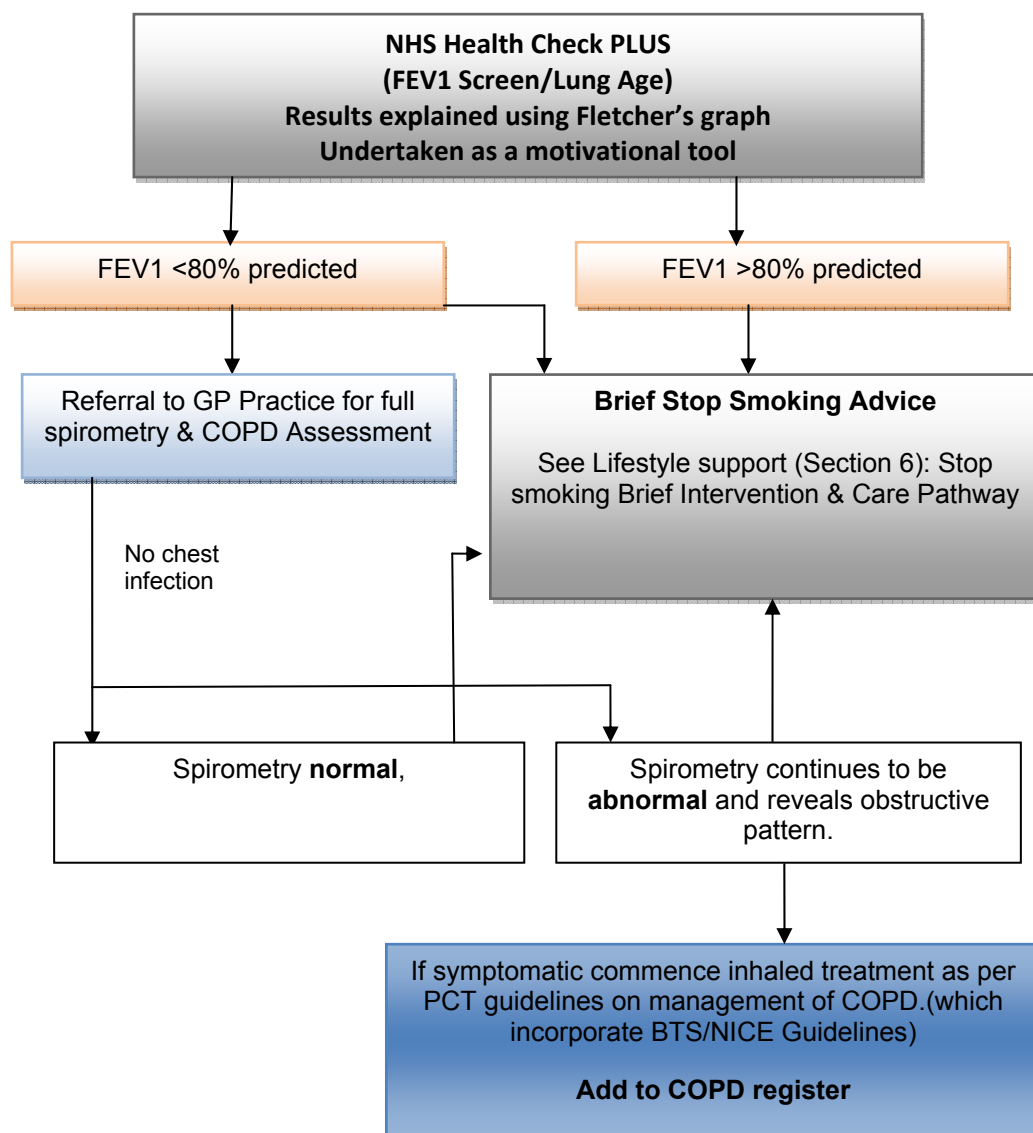 NHS Health Check PLUS
(FEV1 Screen/Lung Age)
Results explained using Fletcher’s graph
Undertaken as a motivational tool
FEV1 <80% predicted
FEV1 >80% predicted
Referral to GP Practice for full
spirometry & COPD Assessment
Brief Stop Smoking Advice
See Lifestyle support (Section 6): Stop
smoking Brief Intervention & Care Pathway
No chest
infection
Spirometry normal,
Spirometry continues to be
abnormal and reveals obstructive
pattern.
If symptomatic commence inhaled treatment as per
PCT guidelines on management of COPD.(which
incorporate BTS/NICE Guidelines)
Add to COPD register